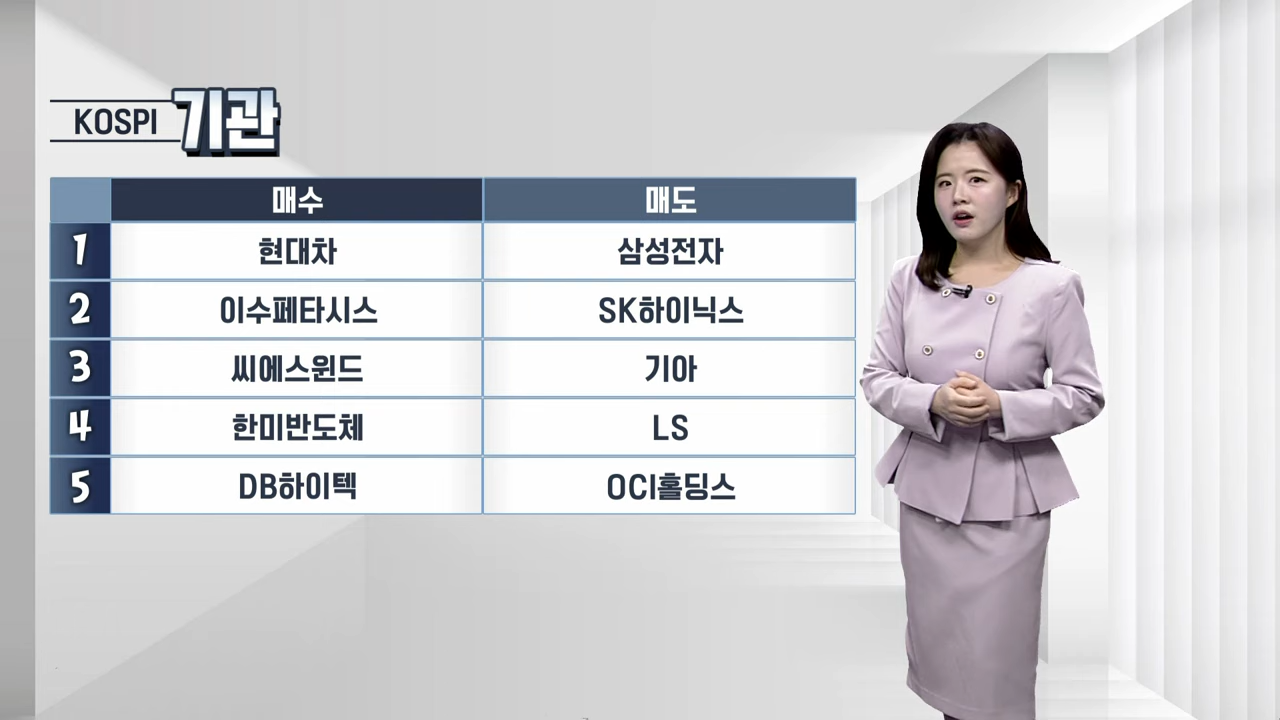 KOSPI 기관
매수 매도
1 현대차 삼성전자
2 이수페타시스 SK하이닉스
3 씨에스윈드 기아
4 한미반도체 LS
5 DB하이텍 OCI홀딩스